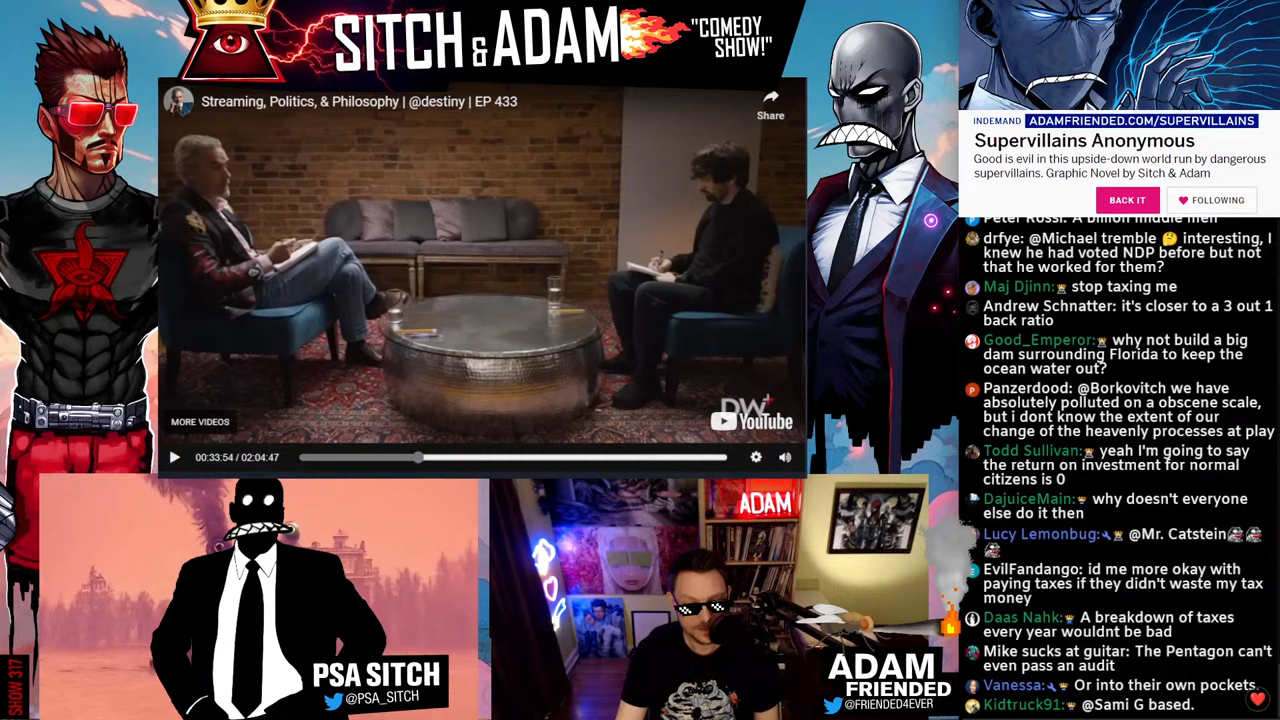 SITCH & ADAM
"COMEDY
SHOW!"
Streaming, Politics, & Philosophy | @destiny | EP 433
Share
DW+
YouTube
MORE VIDEOS
00:33:54 / 02:04:47
SHOW 317
PSA SITCH
@PSA_SITCH
ADAM
ADAM
FRIENDED
@FRIENDED4EVER
INDEMAND
ADAMFRIENDED.COM/SUPERVILLAINS
Supervillains Anonymous
Good is evil in this upside-down world run by dangerous
supervillains. Graphic Novel by Sitch & Adam
BACK IT
FOLLOWING
Peter Rossi: A billion middle men
drfye: @Michael tremble 🤔 interesting, I
knew he had voted NDP before but not
that he worked for them?
Maj Djinn: stop taxing me
Andrew Schnatter: it's closer to a 3 out 1
back ratio
Good_Emperor: why not build a big
dam surrounding Florida to keep the
ocean water out?
Panzerdood: @Borkovitch we have
absolutely polluted on a obscene scale,
but i dont know the extent of our
change of the heavenly processes at play
Todd Sullivan: yeah I'm going to say
the return on investment for normal
citizens is 0
DajuiceMain: why doesn't everyone
else do it then
Lucy Lemonbug: @Mr. Catstein
EvilFandango: id me more okay with
paying taxes if they didn't waste my tax
money
Daas Nahk: A breakdown of taxes
every year wouldnt be bad
Mike sucks at guitar: The Pentagon can't
even pass an audit
Vanessa: Or into their own pockets.
Kidtruck91: @Sami G based.